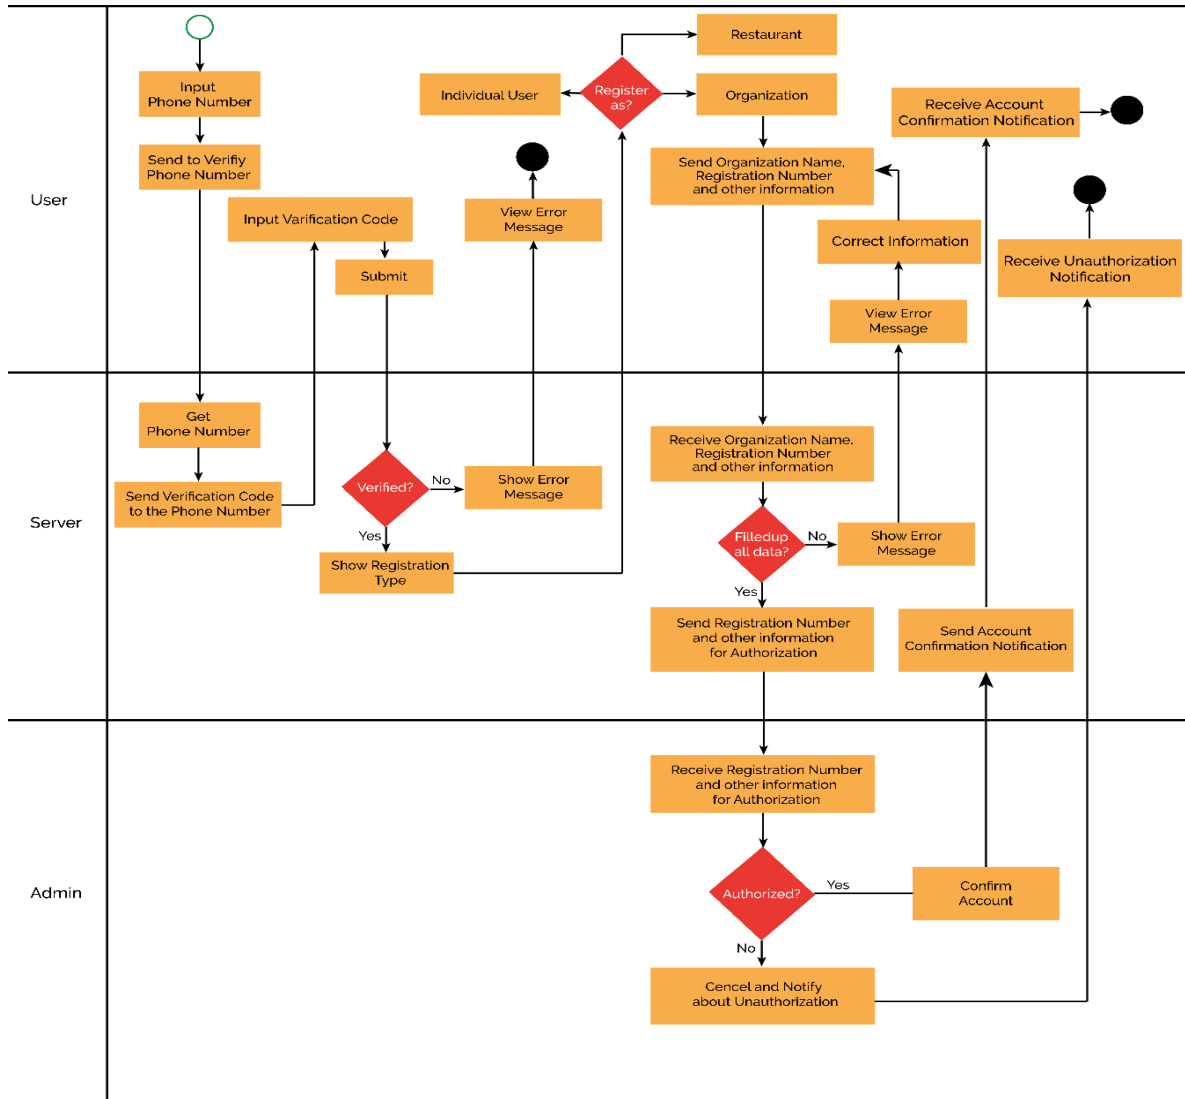 User
Input
Phone Number
Send to Verifiy
Phone Number
Input Varification Code
Submit
View Error
Message
Individual User
Register
as?
Restaurant
Organization
Send Organization Name,
Registration Number
and other information
Correct Information
View Error
Message
Receive Account
Confirmation Notification
Receive Unauthorization
Notification
Server
Get
Phone Number
Send Verification Code
to the Phone Number
Verified?
No
Yes
Show Error
Message
Show Registration
Type
Receive Organization Name,
Registration Number
and other information
Filledup
all data?
No
Yes
Show Error
Message
Send Registration Number
and other information
for Authorization
Send Account
Confirmation Notification
Admin
Receive Registration Number
and other information
for Authorization
Authorized?
Yes
No
Confirm
Account
Cencel and Notify
about Unauthorization